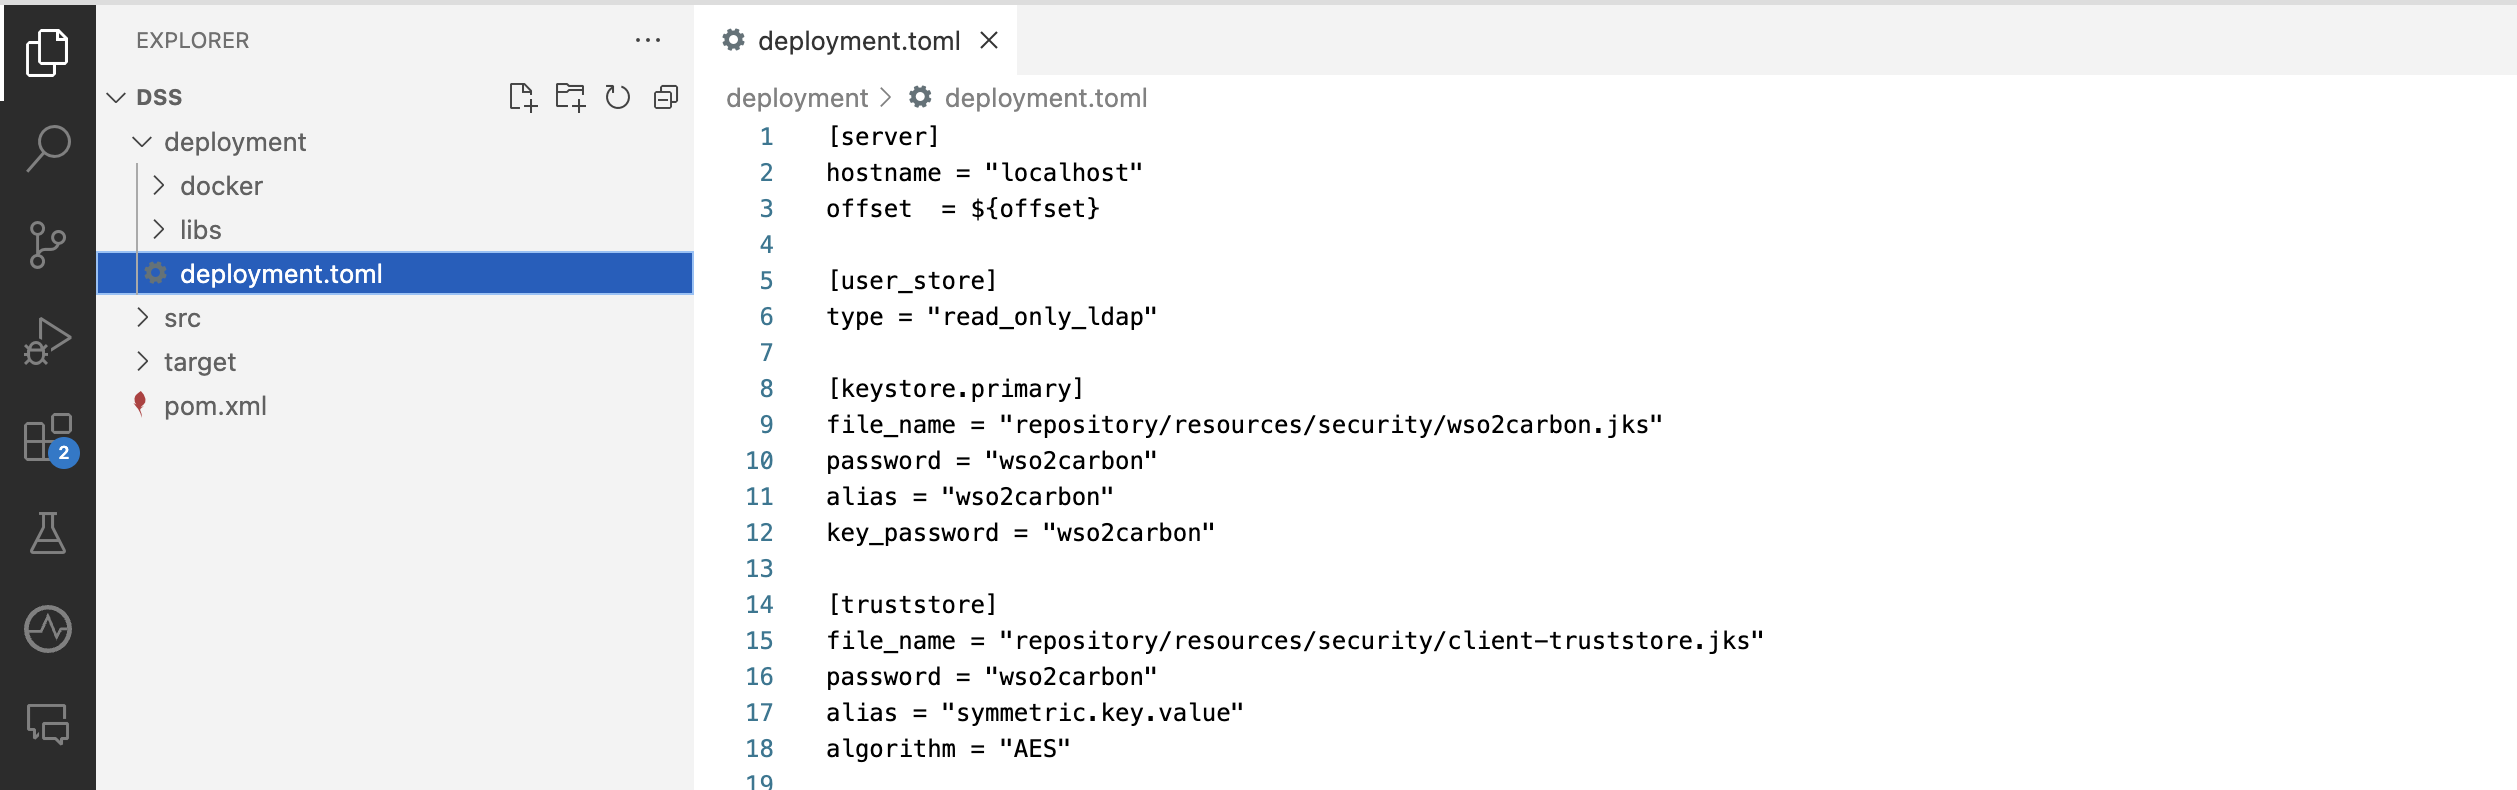 EXPLORER
DSS
deployment
docker
libs
deployment.toml
src
target
pom.xml
2
deployment.toml
deployment > deployment.toml
1 [server]
2 hostname = "localhost"
3 offset  = ${offset}
4
5 [user_store]
6 type = "read_only_ldap"
7
8 [keystore.primary]
9 file_name = "repository/resources/security/wso2carbon.jks"
10 password = "wso2carbon"
11 alias = "wso2carbon"
12 key_password = "wso2carbon"
13
14 [truststore]
15 file_name = "repository/resources/security/client-truststore.jks"
16 password = "wso2carbon"
17 alias = "symmetric.key.value"
18 algorithm = "AES"
19